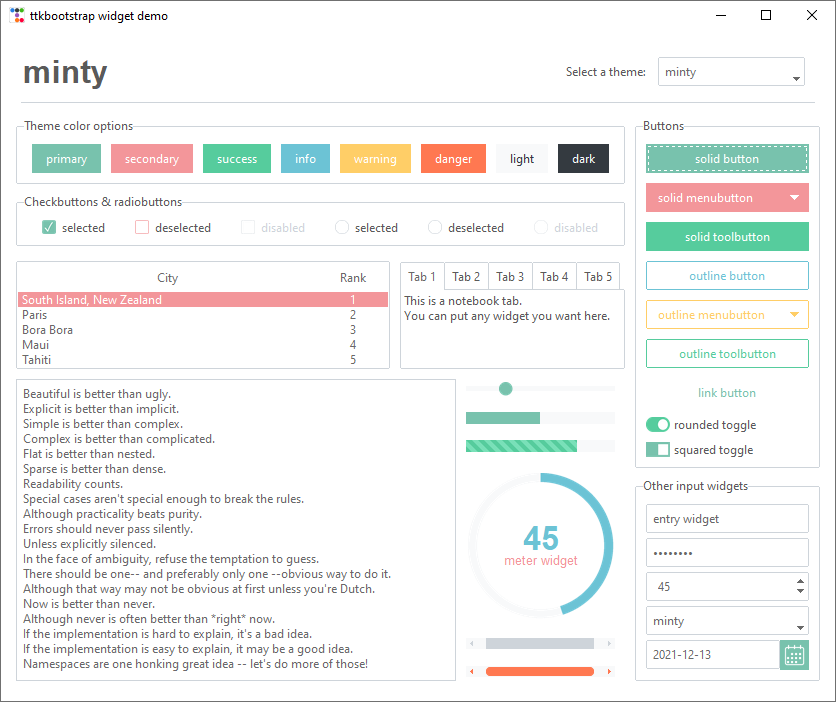 ttkbootstrap widget demo
minty
Select a theme: minty
Theme color options
primary secondary success info warning danger light dark
Checkbuttons & radiobuttons
selected deselected disabled selected deselected disabled
City Rank
South Island, New Zealand 1
Paris 2
Bora Bora 3
Maui 4
Tahiti 5
Tab 1 Tab 2 Tab 3 Tab 4 Tab 5
This is a notebook tab.
You can put any widget you want here.
Beautiful is better than ugly.
Explicit is better than implicit.
Simple is better than complex.
Complex is better than complicated.
Flat is better than nested.
Sparse is better than dense.
Readability counts.
Special cases aren't special enough to break the rules.
Although practicality beats purity.
Errors should never pass silently.
Unless explicitly silenced.
In the face of ambiguity, refuse the temptation to guess.
There should be one-- and preferably only one --obvious way to do it.
Although that way may not be obvious at first unless you're Dutch.
Now is better than never.
Although never is often better than *right* now.
If the implementation is hard to explain, it's a bad idea.
If the implementation is easy to explain, it may be a good idea.
Namespaces are one honking great idea -- let's do more of those!
45
meter widget
Buttons
solid button
solid menubutton
solid toolbutton
outline button
outline menubutton
outline toolbutton
link button
rounded toggle
squared toggle
Other input widgets
entry widget
••••••••
45
minty
2021-12-13